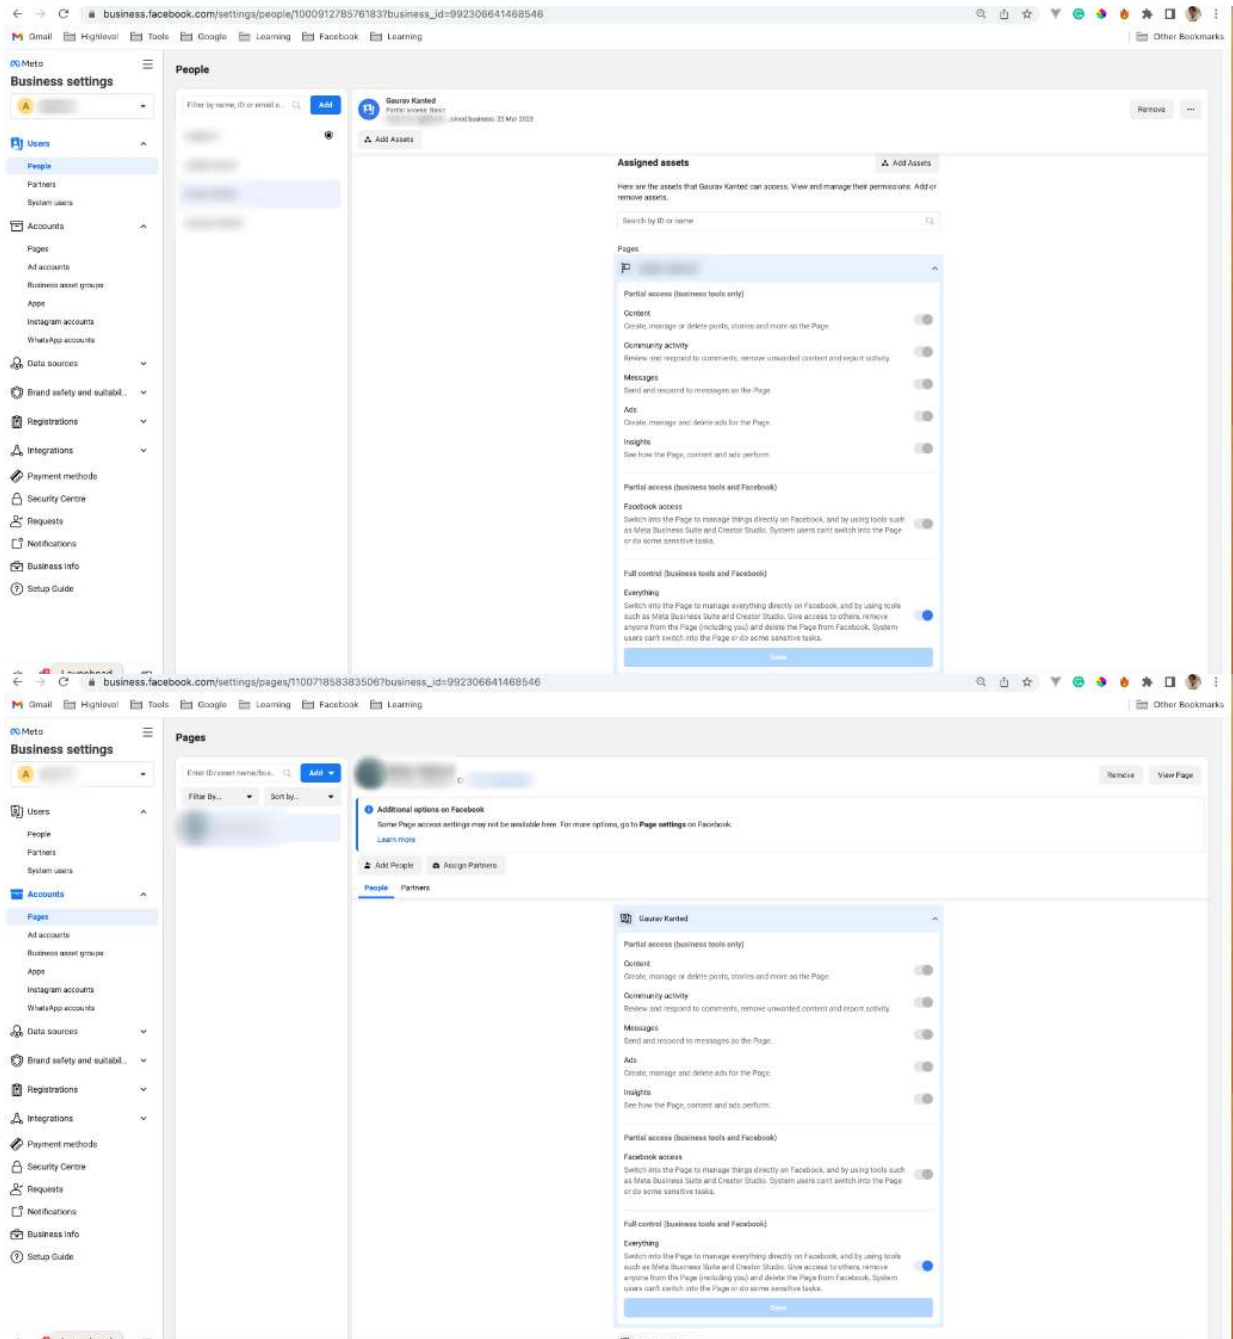 business.facebook.com/settings/people/100091278576183?business_id=992306641468546
Gmail Highlevel Tools Google Learning Facebook Learning Other Bookmarks
Meta
Business settings
A
Users
People
Partners
System users
Accounts
Pages
Ad accounts
Business asset groups
Apps
Instagram accounts
WhatsApp accounts
Data sources
Brand safety and suitabil...
Registrations
Integrations
Payment methods
Security Centre
Requests
Notifications
Business info
Setup Guide
People
Filter by name, ID or email a...
Add
Gaurav Kanted
Partial access: Basic
Joined business: 22 Mar 2023
Remove ...
Add Assets
Assigned assets
Add Assets
Here are the assets that Gaurav Kanted can access. View and manage their permissions. Add or
remove assets.
Search by ID or name
Pages
Partial access (business tools only)
Content
Create, manage or delete posts, stories and more as the Page.
Community activity
Review and respond to comments, remove unwanted content and report activity.
Messages
Send and respond to messages as the Page.
Ads
Create, manage and delete ads for the Page.
Insights
See how the Page, content and ads perform.
Partial access (business tools and Facebook)
Facebook access
Switch into the Page to manage things directly on Facebook, and by using tools such
as Meta Business Suite and Creator Studio. System users can't switch into the Page
or do some sensitive tasks.
Full control (business tools and Facebook)
Everything
Switch into the Page to manage everything directly on Facebook, and by using tools
such as Meta Business Suite and Creator Studio. Give access to others, remove
anyone from the Page (including you) and delete the Page from Facebook. System
users can't switch into the Page or do some sensitive tasks.
Save
business.facebook.com/settings/pages/110071858383506?business_id=992306641468546
Gmail Highlevel Tools Google Learning Facebook Learning Other Bookmarks
Meta
Business settings
A
Users
People
Partners
System users
Accounts
Pages
Ad accounts
Business asset groups
Apps
Instagram accounts
WhatsApp accounts
Data sources
Brand safety and suitabil...
Registrations
Integrations
Payment methods
Security Centre
Requests
Notifications
Business info
Setup Guide
Pages
Enter ID/asset name/bus...
Add
Filter By...
Sort by...
ID:
Remove View Page
Additional options on Facebook
Some Page access settings may not be available here. For more options, go to Page settings on Facebook.
Learn more
Add People Assign Partners
People Partners
Gaurav Kanted
Partial access (business tools only)
Content
Create, manage or delete posts, stories and more as the Page.
Community activity
Review and respond to comments, remove unwanted content and report activity.
Messages
Send and respond to messages as the Page.
Ads
Create, manage and delete ads for the Page.
Insights
See how the Page, content and ads perform.
Partial access (business tools and Facebook)
Facebook access
Switch into the Page to manage things directly on Facebook, and by using tools such
as Meta Business Suite and Creator Studio. System users can't switch into the Page
or do some sensitive tasks.
Full control (business tools and Facebook)
Everything
Switch into the Page to manage everything directly on Facebook, and by using tools
such as Meta Business Suite and Creator Studio. Give access to others, remove
anyone from the Page (including you) and delete the Page from Facebook. System
users can't switch into the Page or do some sensitive tasks.
Save